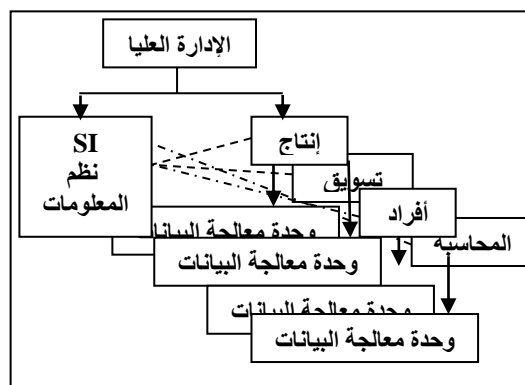 الإدارة العليا
SI
نظم
المعلومات
إنتاج
تسويق
أفراد
المحاسبة
وحدة معالجة البيانات
وحدة معالجة البيانات
وحدة معالجة البيانات
وحدة معالجة البيانات